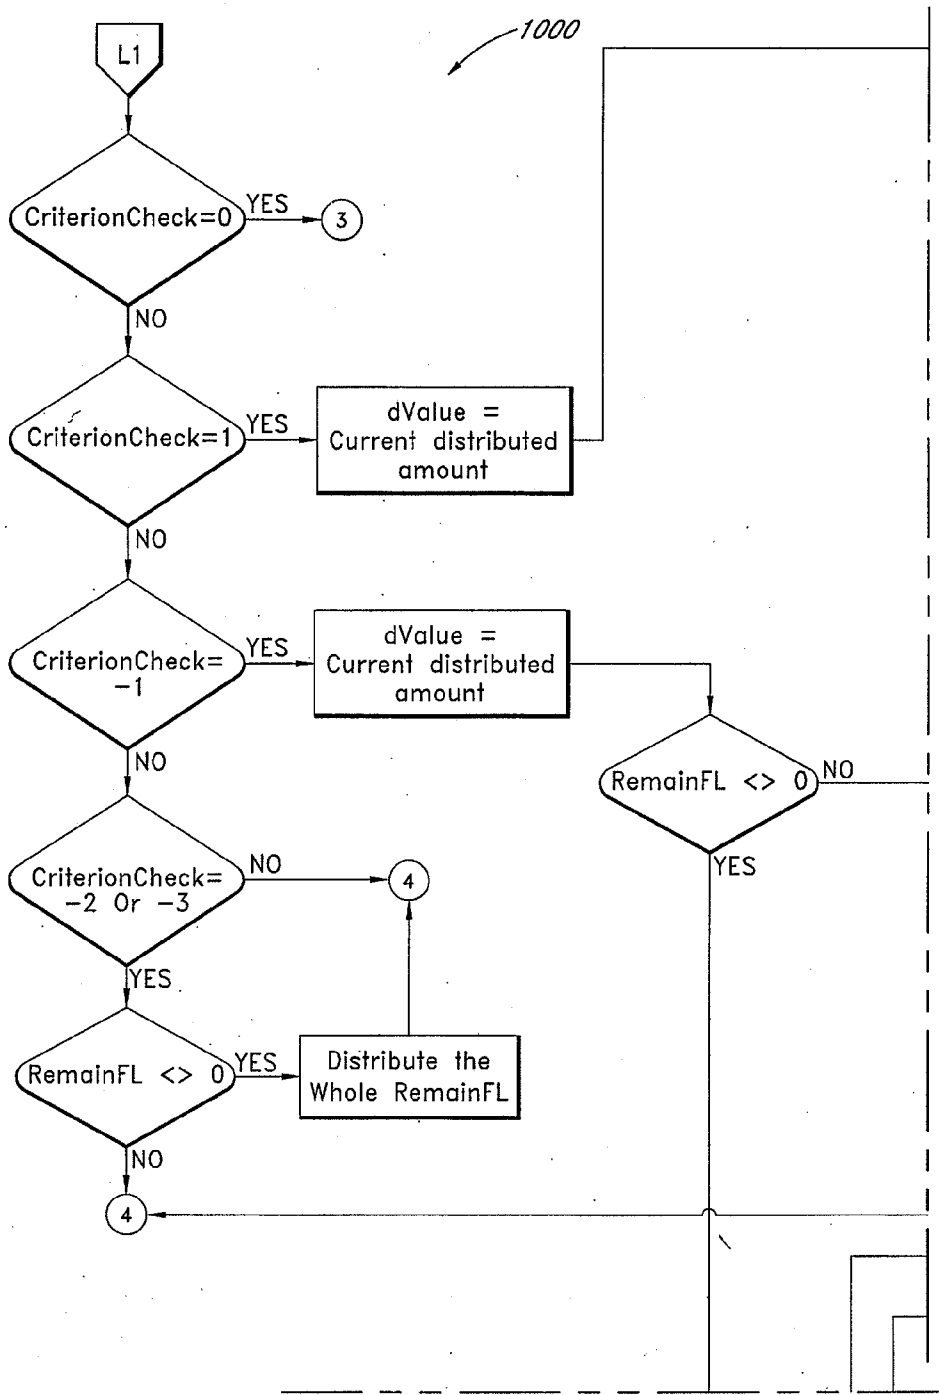 1000
L1
CriterionCheck=0
YES
3
NO
CriterionCheck=1
YES
dValue =
Current distributed
amount
NO
CriterionCheck=
-1
YES
dValue =
Current distributed
amount
NO
RemainFL <> 0
NO
YES
CriterionCheck=
-2 Or -3
NO
4
YES
RemainFL <> 0
YES
Distribute the
Whole RemainFL
NO
4